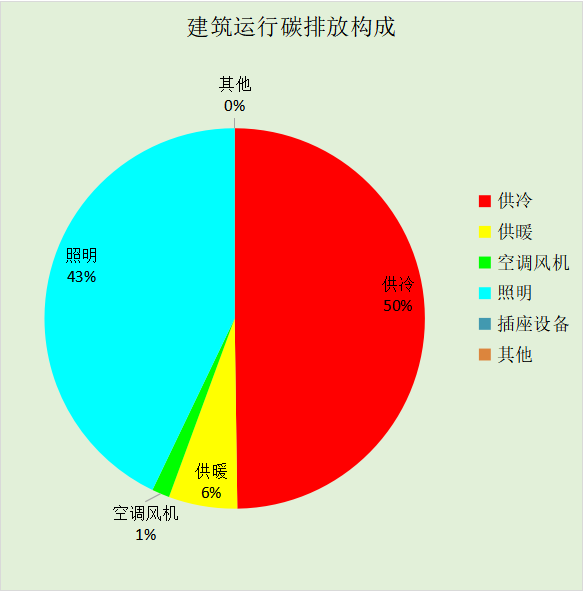 建筑运行碳排放构成
其他
0%
照明
43%
供冷
50%
供暖
6%
空调风机
1%
供冷
供暖
空调风机
照明
插座设备
其他